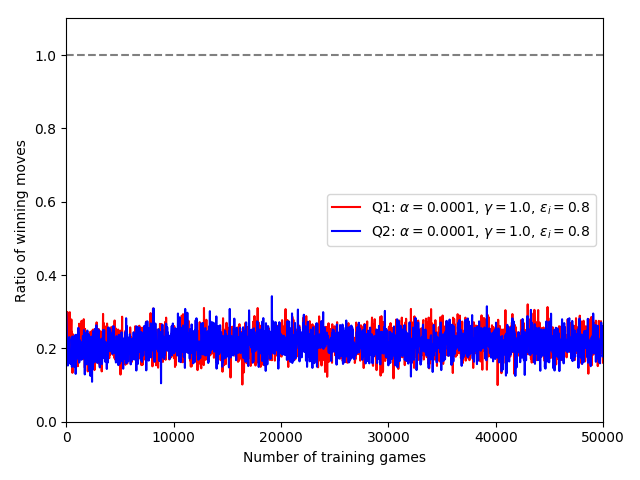 Ratio of winning moves
1.0
0.8
0.6
0.4
0.2
0.0
Q1: α = 0.0001, γ = 1.0, εᵢ = 0.8
Q2: α = 0.0001, γ = 1.0, εᵢ = 0.8
0 10000 20000 30000 40000 50000
Number of training games